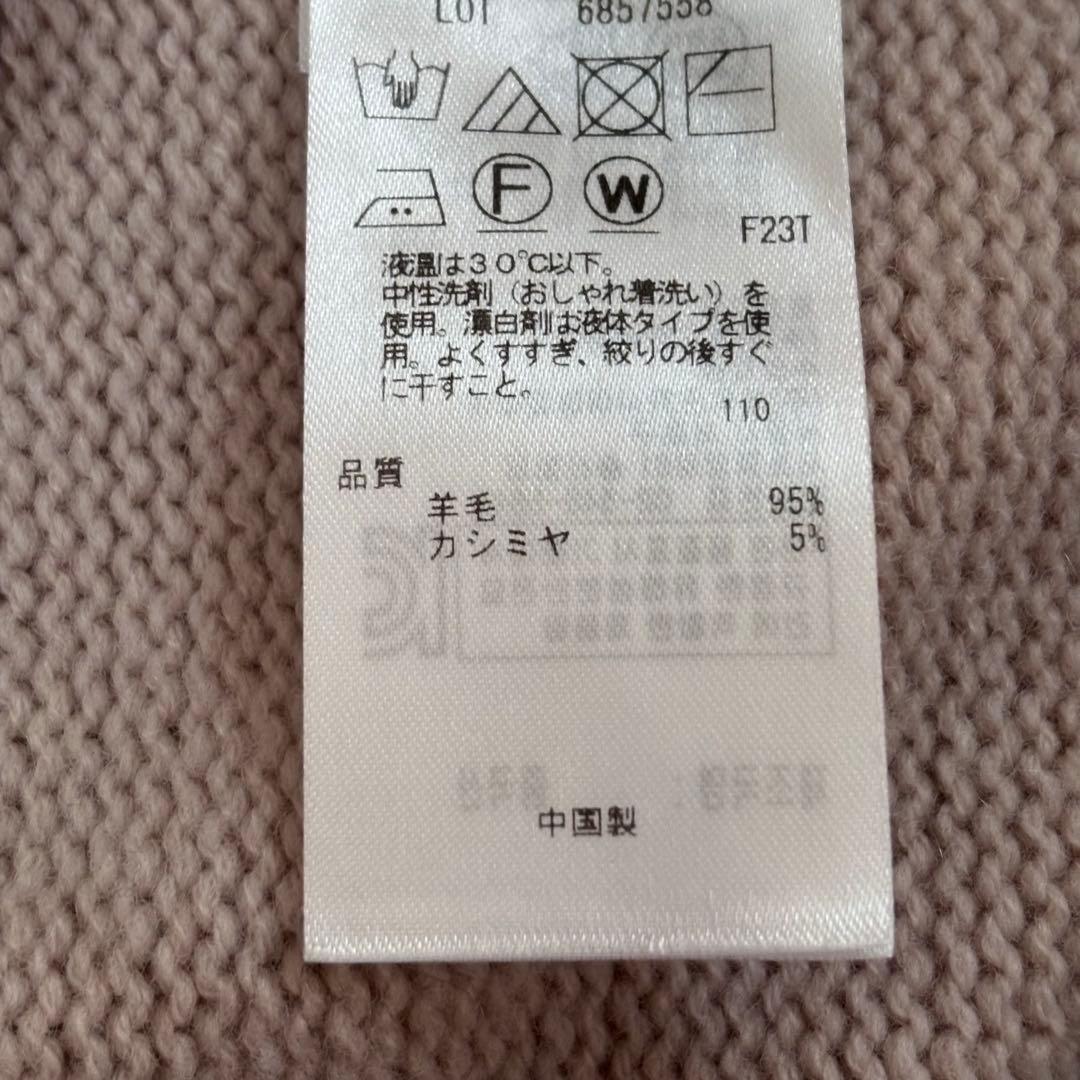 LOT 6857558
F
W
F23T
液温は30℃以下。
中性洗剤(おしゃれ着洗い)を
使用。漂白剤は液体タイプを使
用。よくすすぎ、絞りの後すぐ
に干すこと。
110
品質
羊毛 95%
カシミヤ 5%
中国製